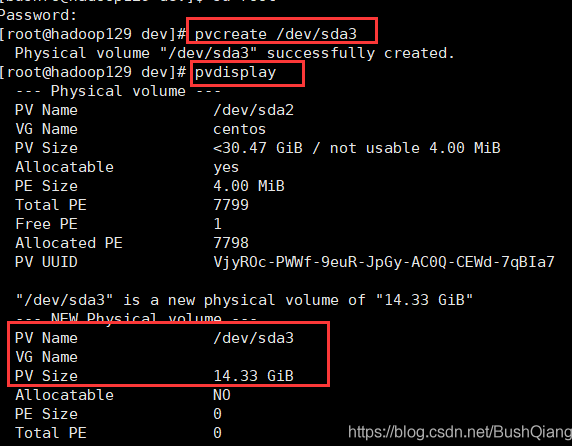 Password:
[root@hadoop129 dev]# pvcreate /dev/sda3
Physical volume "/dev/sda3" successfully created.
[root@hadoop129 dev]# pvdisplay
--- Physical volume ---
PV Name /dev/sda2
VG Name centos
PV Size <30.47 GiB / not usable 4.00 MiB
Allocatable yes
PE Size 4.00 MiB
Total PE 7799
Free PE 1
Allocated PE 7798
PV UUID VjyROc-PWWf-9euR-JpGy-AC0Q-CEWd-7qBIa7
"/dev/sda3" is a new physical volume of "14.33 GiB"
--- NEW Physical volume ---
PV Name /dev/sda3
VG Name
PV Size 14.33 GiB
Allocatable NO
PE Size 0
Total PE 0
https://blog.csdn.net/BushQiang